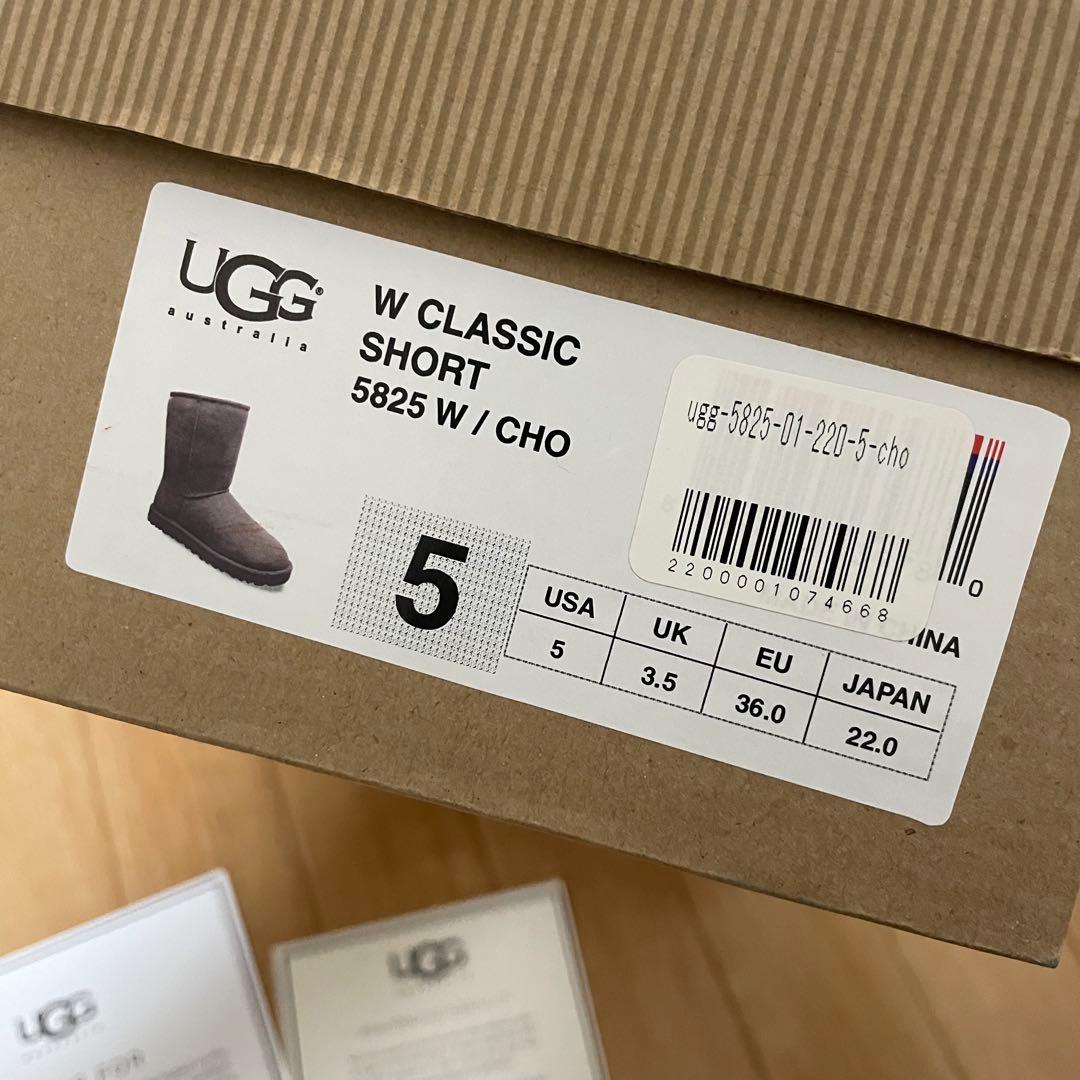 UGG®
australia
W CLASSIC
SHORT
5825 W / CHO
ugg-5825-01-220-5-cho
2200001074668
0
5
USA UK EU JAPAN
5 3.5 36.0 22.0
UGG
UGG
australia